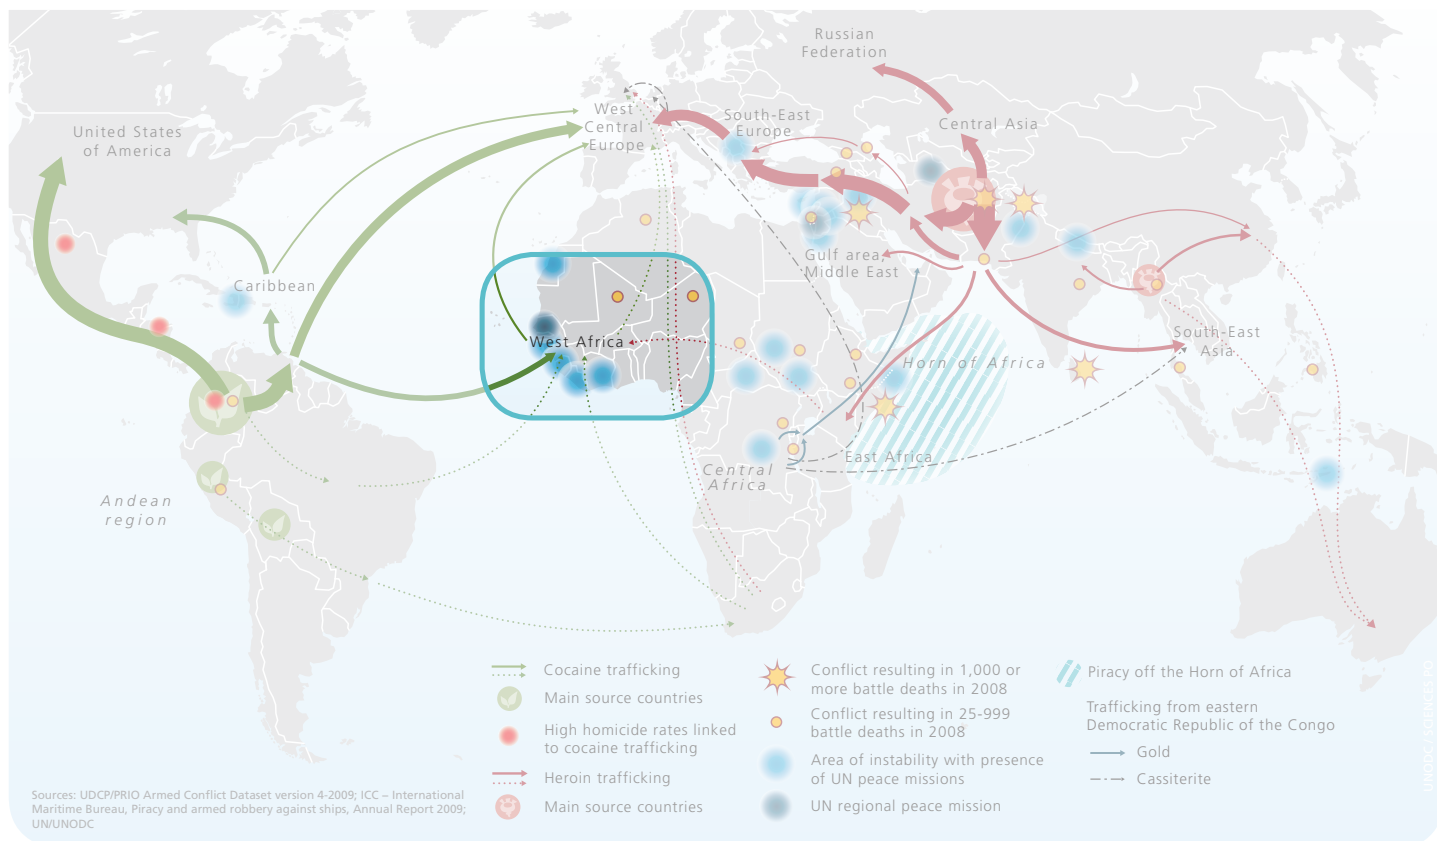 Russian
Federation
West
Central
Europe
South-East
Europe
Central Asia
United States
of America
Gulf area,
Middle East
Caribbean
West Africa
South-East
Asia
Horn of Africa
East Africa
Central
Africa
Andean
region
Cocaine trafficking
Main source countries
High homicide rates linked
to cocaine trafficking
Heroin trafficking
Main source countries
Conflict resulting in 1,000 or
more battle deaths in 2008
Conflict resulting in 25-999
battle deaths in 2008
Area of instability with presence
of UN peace missions
UN regional peace mission
Piracy off the Horn of Africa
Trafficking from eastern
Democratic Republic of the Congo
Gold
Cassiterite
Sources: UDCP/PRIO Armed Conflict Dataset version 4-2009; ICC – International
Maritime Bureau, Piracy and armed robbery against ships, Annual Report 2009;
UN/UNODC
UNODC / SCIENCES PO